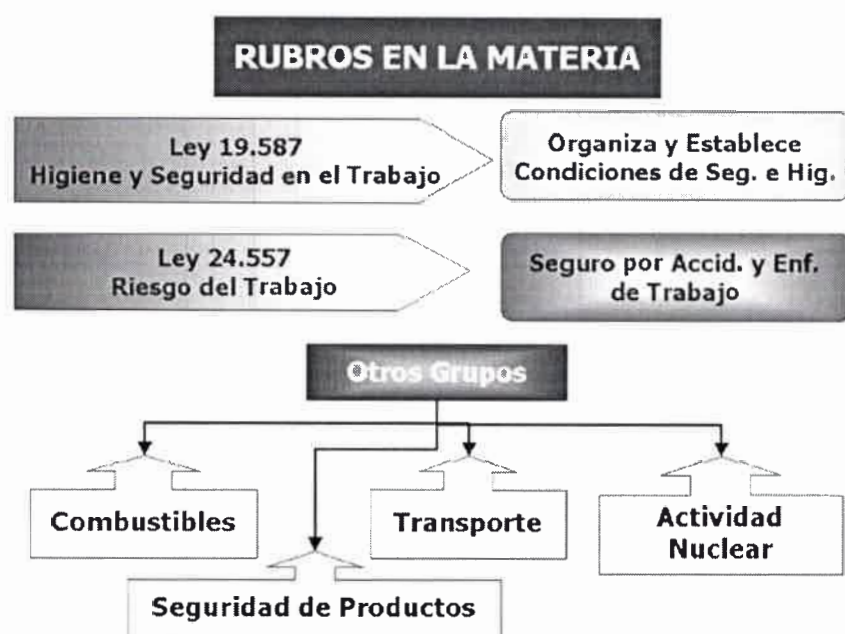 RUBROS EN LA MATERIA
Ley 19.587
Higiene y Seguridad en el Trabajo
Organiza y Establece
Condiciones de Seg. e Hig.
Ley 24.557
Riesgo del Trabajo
Seguro por Accid. y Enf.
de Trabajo
Otros Grupos
Combustibles
Transporte
Actividad
Nuclear
Seguridad de Productos